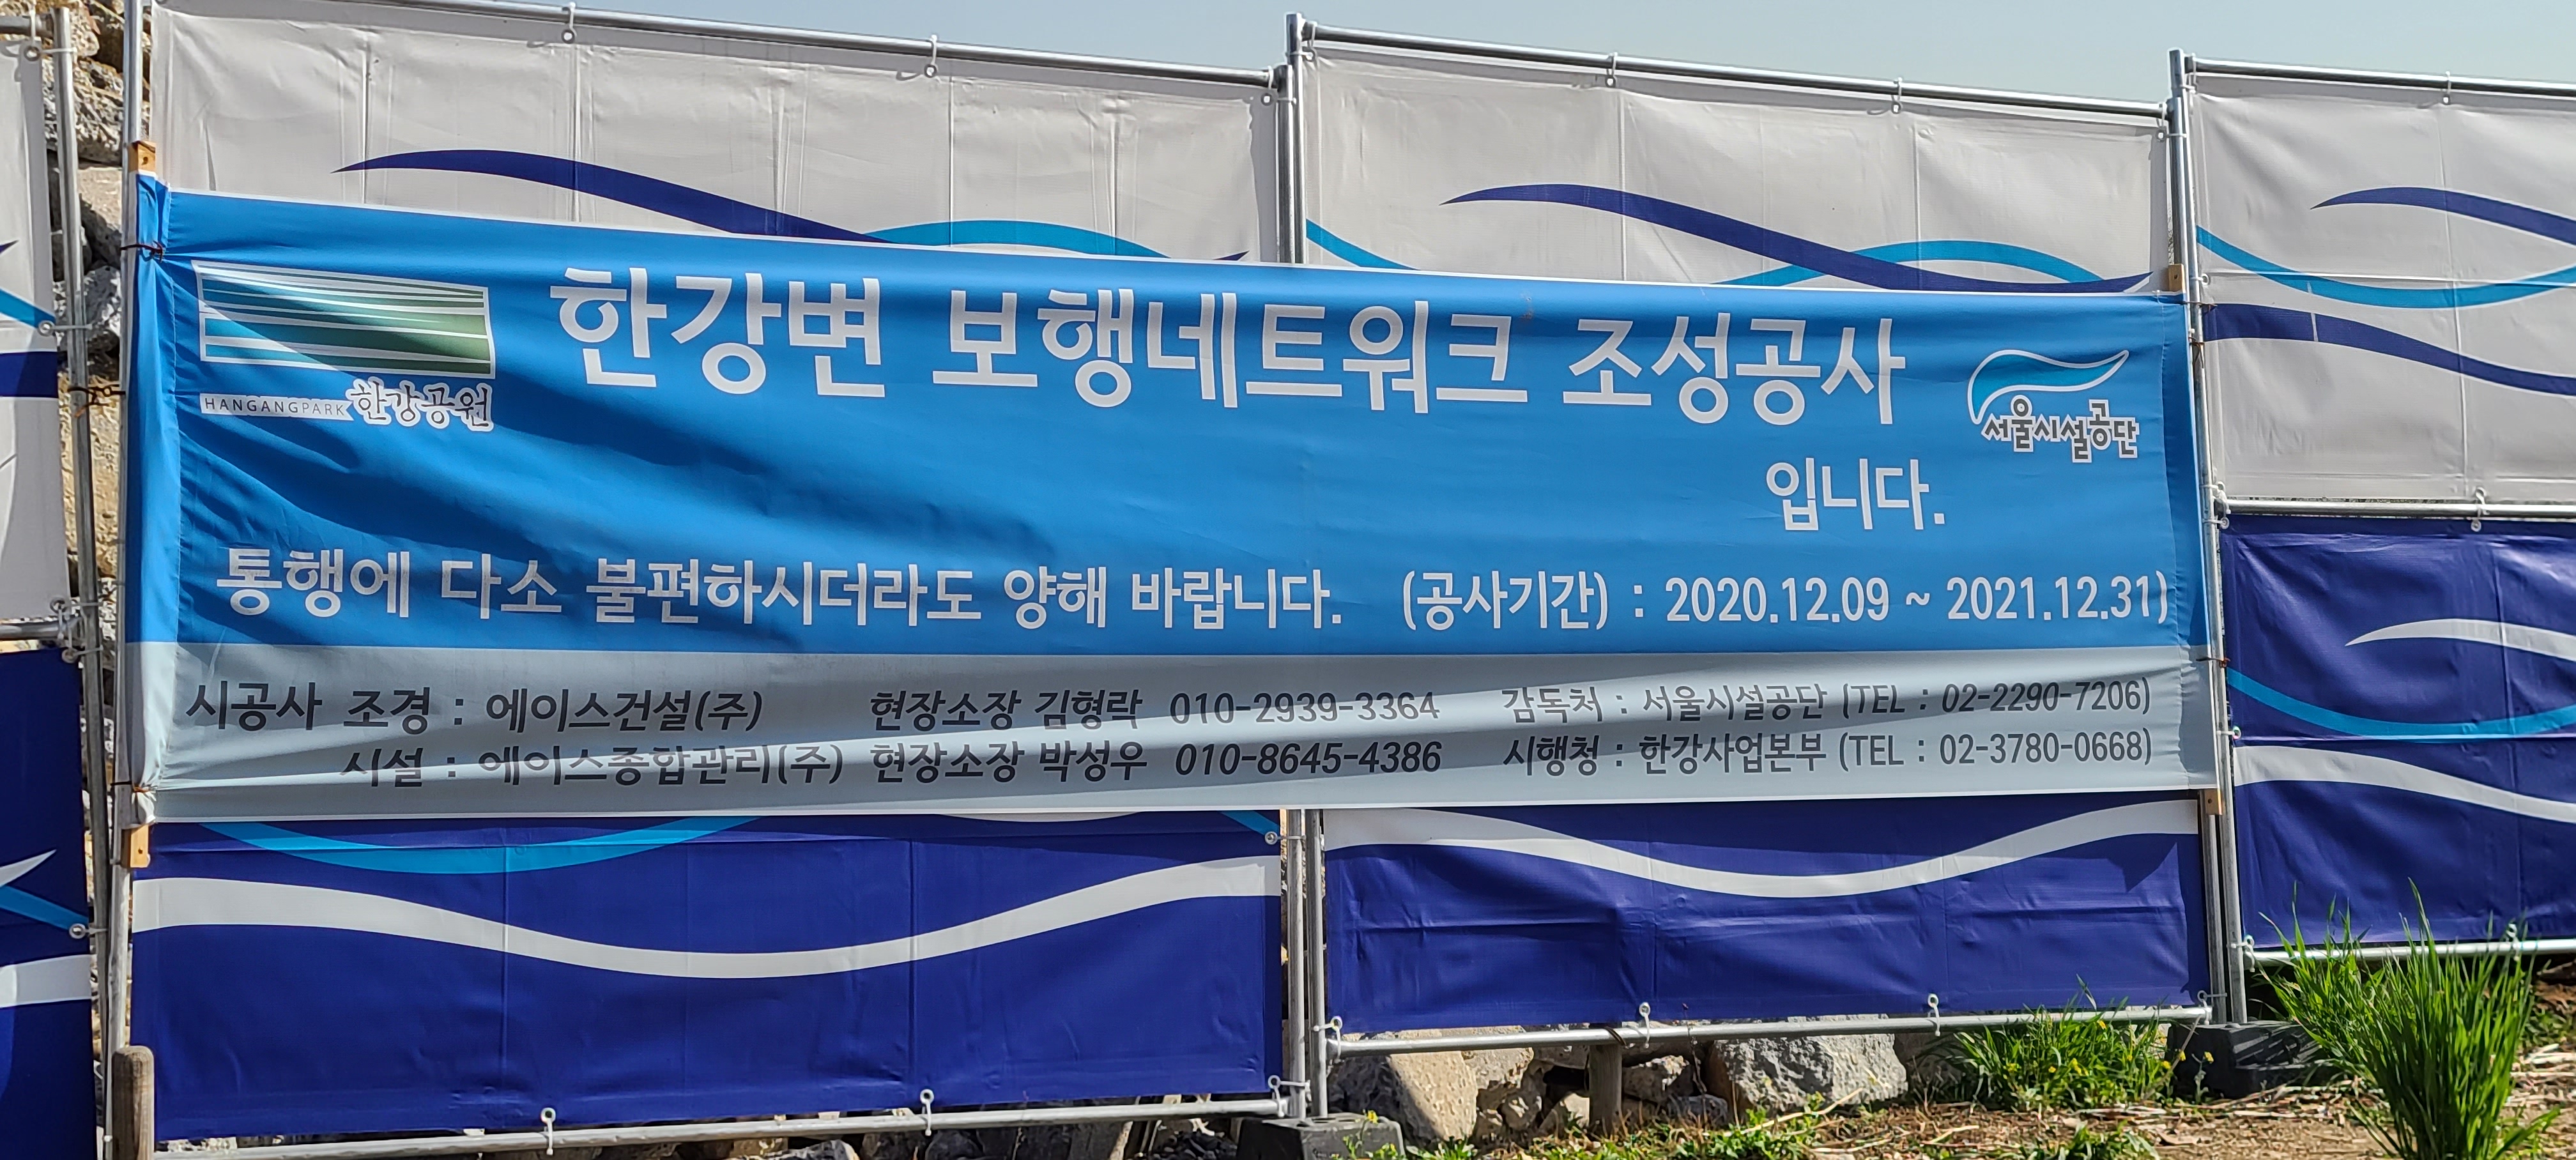 한강변 보행네트워크 조성공사
HANGANGPARK 한강공원
서울시설공단
입니다.
통행에 다소 불편하시더라도 양해 바랍니다. (공사기간) : 2020.12.09 ~ 2021.12.31)
시공사 조경 : 에이스건설(주) 현장소장 김형락 010-2939-3364 감독처 : 서울시설공단 (TEL : 02-2290-7206)
시설 : 에이스종합관리(주) 현장소장 박성우 010-8645-4386 시행청 : 한강사업본부 (TEL : 02-3780-0668)